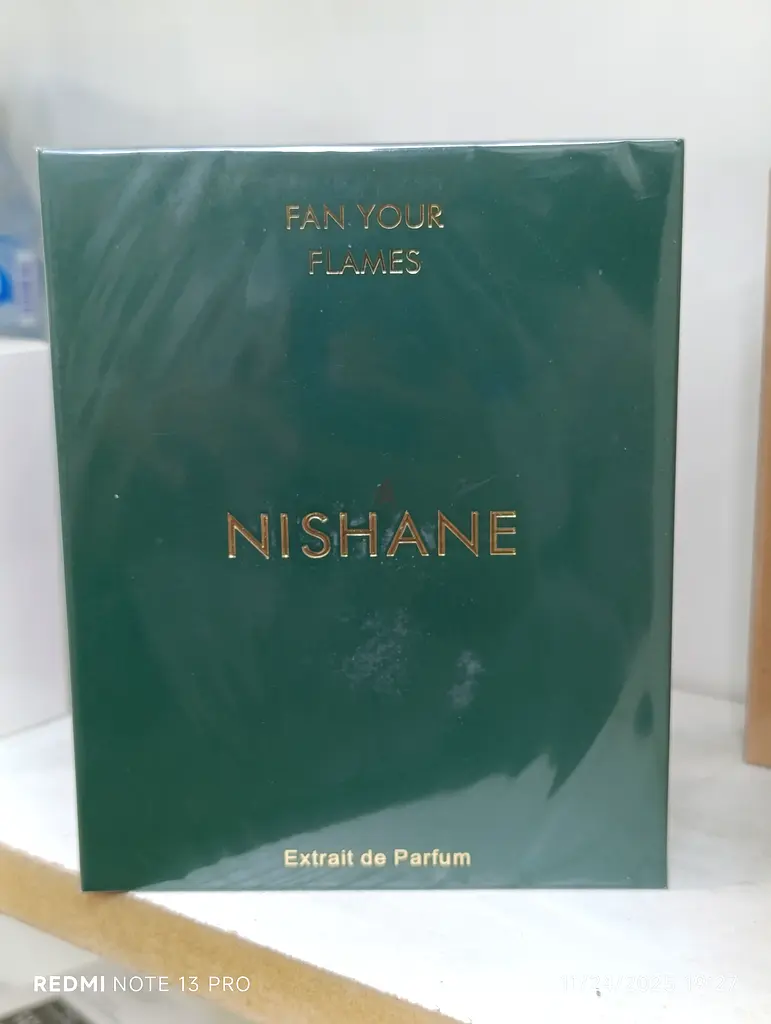 FAN YOUR
FLAMES
NISHANE
Extrait de Parfum
REDMI NOTE 13 PRO